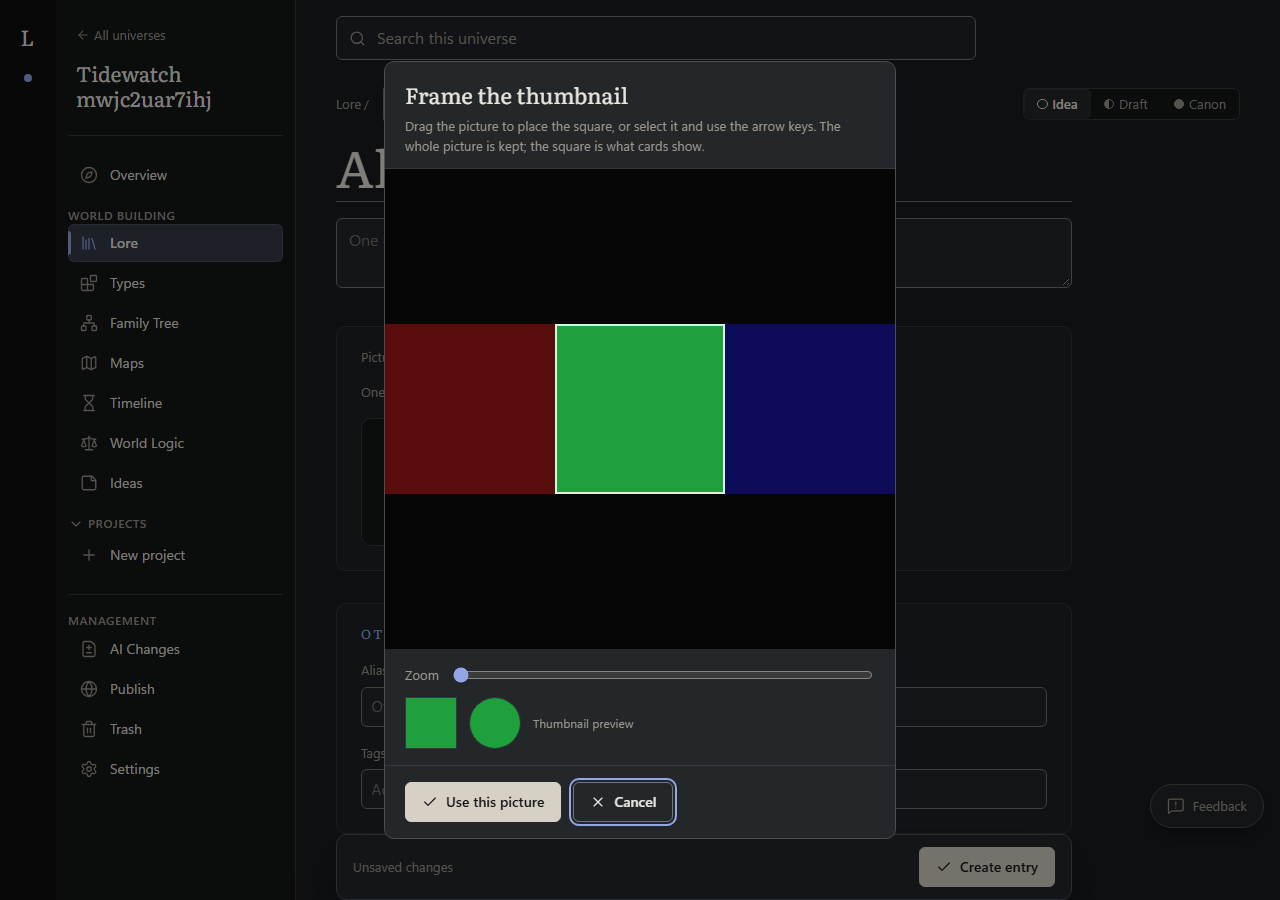 L
All universes
Tidewatch
mwjc2uar7ihj
Overview
WORLD BUILDING
Lore
Types
Family Tree
Maps
Timeline
World Logic
Ideas
PROJECTS
New project
MANAGEMENT
AI Changes
Publish
Trash
Settings
Search this universe
Lore /
Idea
Draft
Canon
One
Frame the thumbnail
Drag the picture to place the square, or select it and use the arrow keys. The
whole picture is kept; the square is what cards show.
One
Zoom
Thumbnail preview
Use this picture
Cancel
Tags
Unsaved changes
Create entry
Feedback